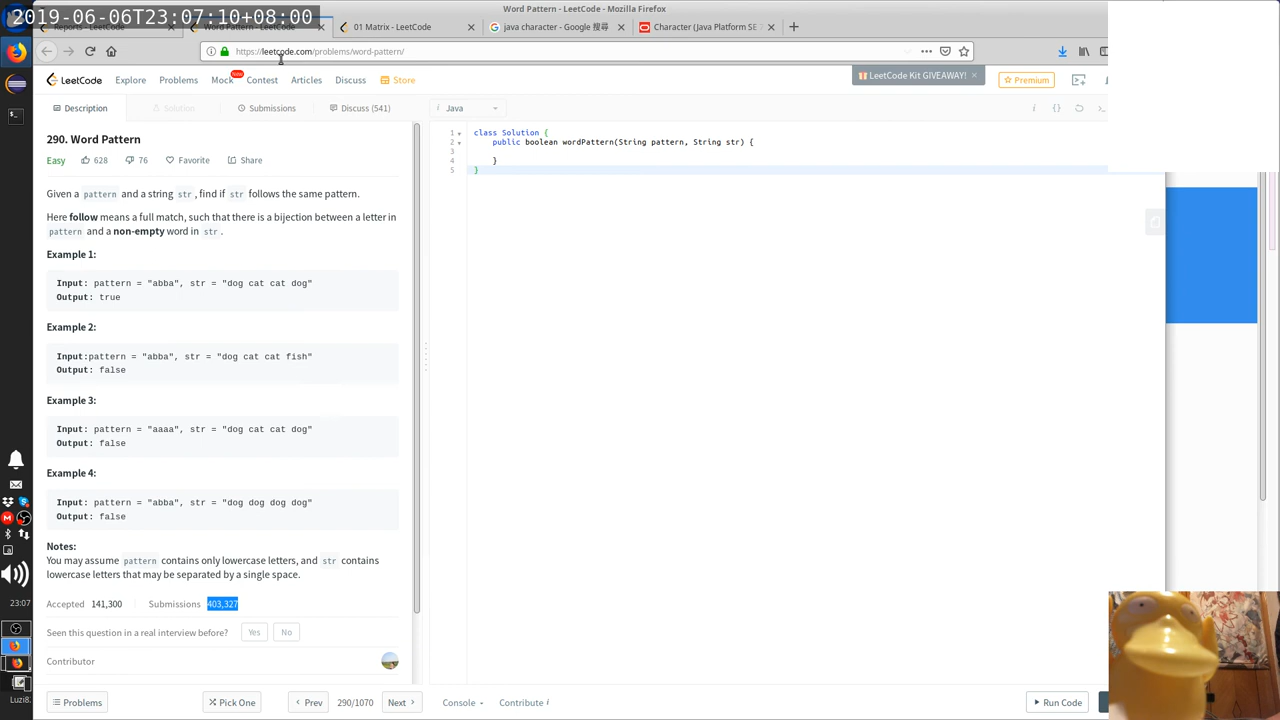 2019-06-06T23:07:10+08:00
Word Pattern - LeetCode - Mozilla Firefox
Reports - LeetCode
Word Pattern - LeetCode
01 Matrix - LeetCode
java character - Google 搜尋
Character (Java Platform SE
https://leetcode.com/problems/word-pattern/
LeetCode
Explore
Problems
Mock
New
Contest
Articles
Discuss
Store
LeetCode Kit GIVEAWAY!
Premium
Description
Solution
Submissions
Discuss (541)
Java
290. Word Pattern
Easy
628
76
Favorite
Share
Given a pattern and a string str , find if str follows the same pattern.
Here follow means a full match, such that there is a bijection between a letter in
pattern and a non-empty word in str .
Example 1:
Input: pattern = "abba", str = "dog cat cat dog"
Output: true
Example 2:
Input:pattern = "abba", str = "dog cat cat fish"
Output: false
Example 3:
Input: pattern = "aaaa", str = "dog cat cat dog"
Output: false
Example 4:
Input: pattern = "abba", str = "dog dog dog dog"
Output: false
Notes:
You may assume pattern contains only lowercase letters, and str contains
lowercase letters that may be separated by a single space.
Accepted 141,300
Submissions 403,327
Seen this question in a real interview before?
Yes
No
Contributor
1 class Solution {
2 public boolean wordPattern(String pattern, String str) {
3
4 }
5 }
23:07
Luzi8
Problems
Pick One
Prev
290/1070
Next
Console
Contribute
Run Code